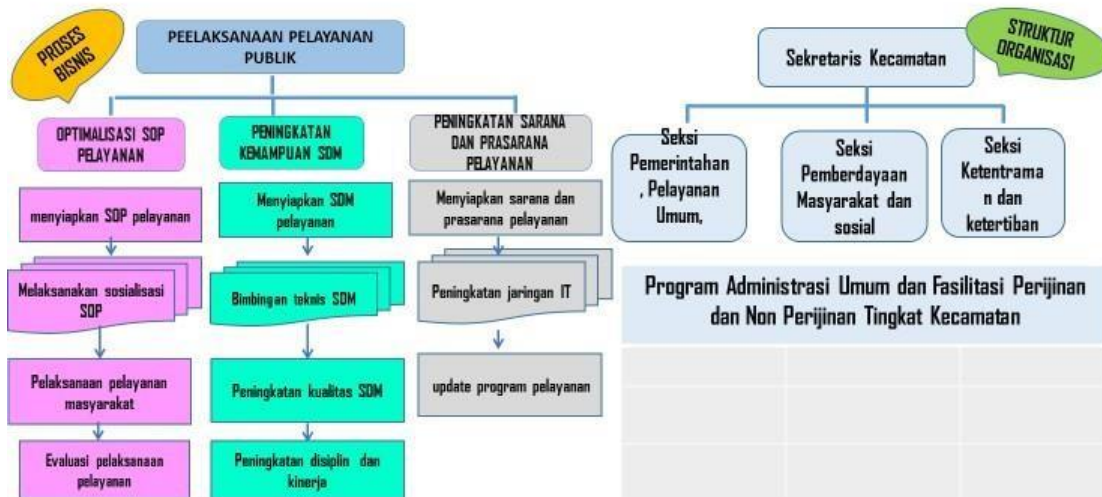 PROSES
BISNIS
PEELAKSANAAN PELAYANAN
PUBLIK
OPTIMALISASI SOP
PELAYANAN
menyiapkan SOP pelayanan
Melaksanakan sosialisasi
SOP
Pelaksanaan pelayanan
masyarakat
Evaluasi pelaksanaan
pelayanan
PENINGKATAN
KEMAMPUAN SDM
Menyiapkan SDM
pelayanan
Bimbingan teknis SDM
Peningkatan kualitas SDM
Peningkatan disiplin dan
kinerja
PENINGKATAN SARANA
DAN PRASARANA
PELAYANAN
Menyiapkan sarana dan
prasarana pelayanan
Peningkatan jaringan IT
update program pelayanan
STRUKTUR
ORGANISASI
Sekretaris Kecamatan
Seksi
Pemerintahan
, Pelayanan
Umum,
Seksi
Pemberdayaan
Masyarakat dan
sosial
Seksi
Ketentrama
n dan
ketertiban
Program Administrasi Umum dan Fasilitasi Perijinan
dan Non Perijinan Tingkat Kecamatan